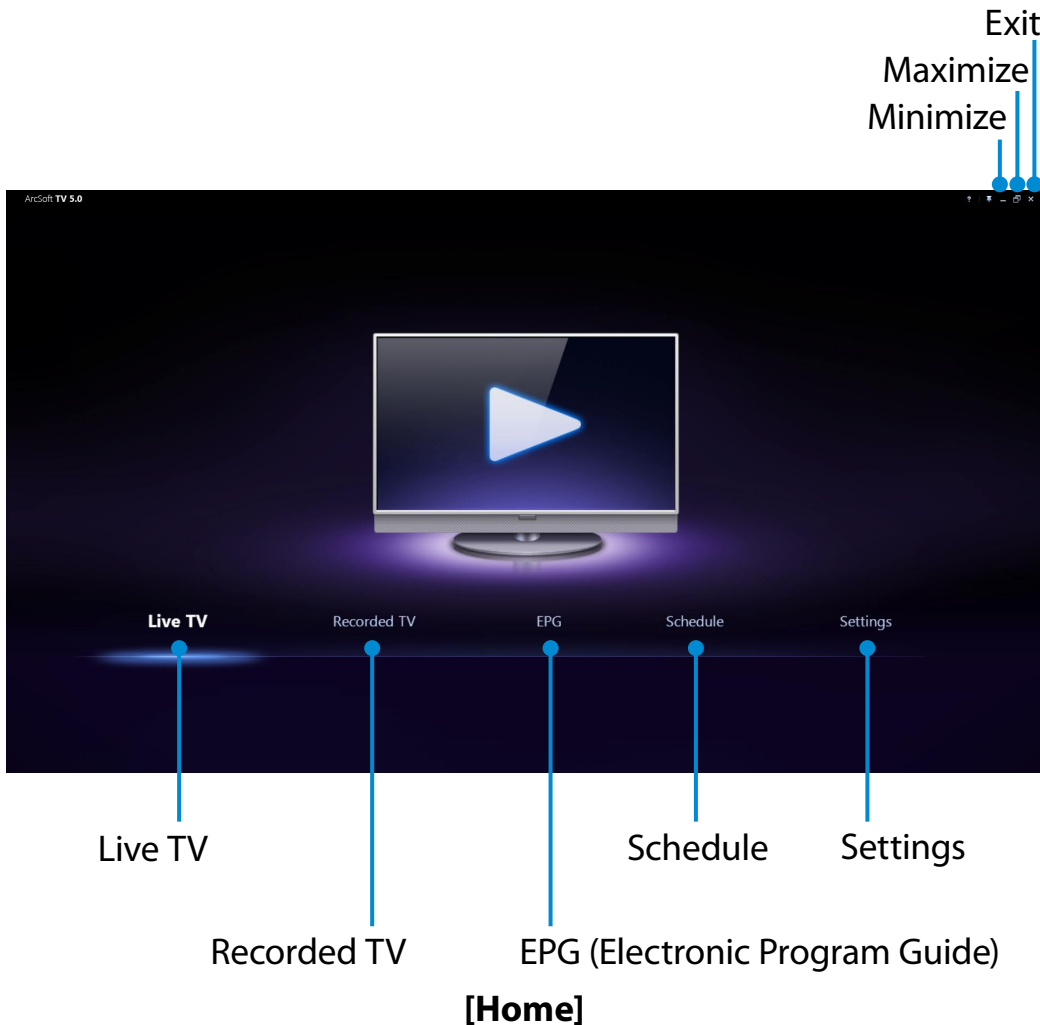 Exit
Maximize
Minimize
ArcSoft TV 5.0
?
Live TV Recorded TV EPG Schedule Settings
Live TV Schedule Settings
Recorded TV EPG (Electronic Program Guide)
[Home]